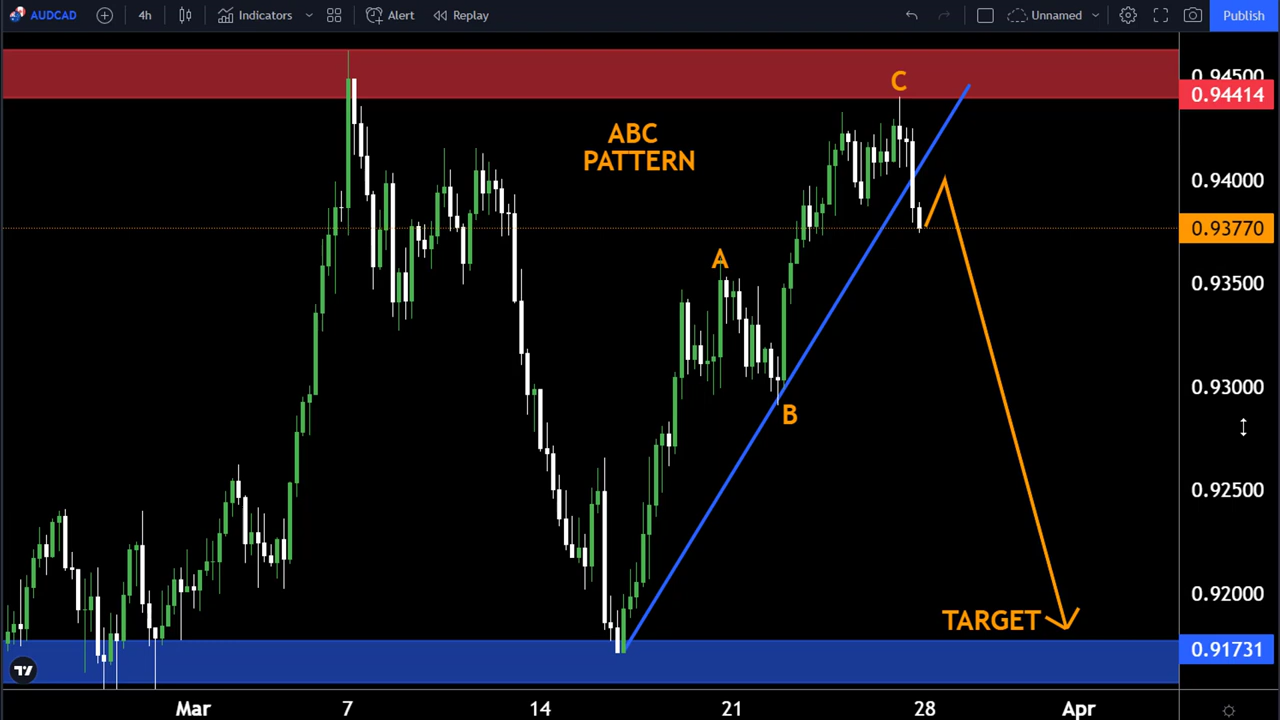 AUDCAD 4h Indicators Alert Replay Unnamed Publish
0.94500
0.94414
C
ABC
PATTERN
0.94000
0.93770
A
0.93500
0.93000
B
0.92500
0.92000
TARGET
0.91731
Mar 7 14 21 28 Apr